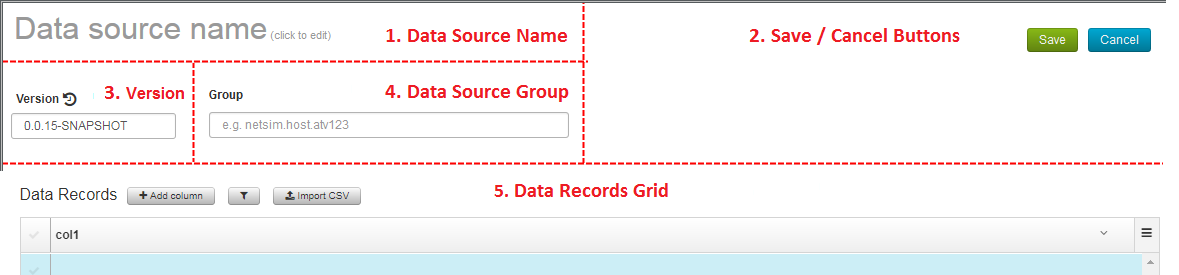 Data source name (click to edit)
1. Data Source Name
2. Save / Cancel Buttons
Save
Cancel
Version
3. Version
Group
4. Data Source Group
0.0.15-SNAPSHOT
e.g. netsim.host.atv123
Data Records
Add column
Import CSV
5. Data Records Grid
col1